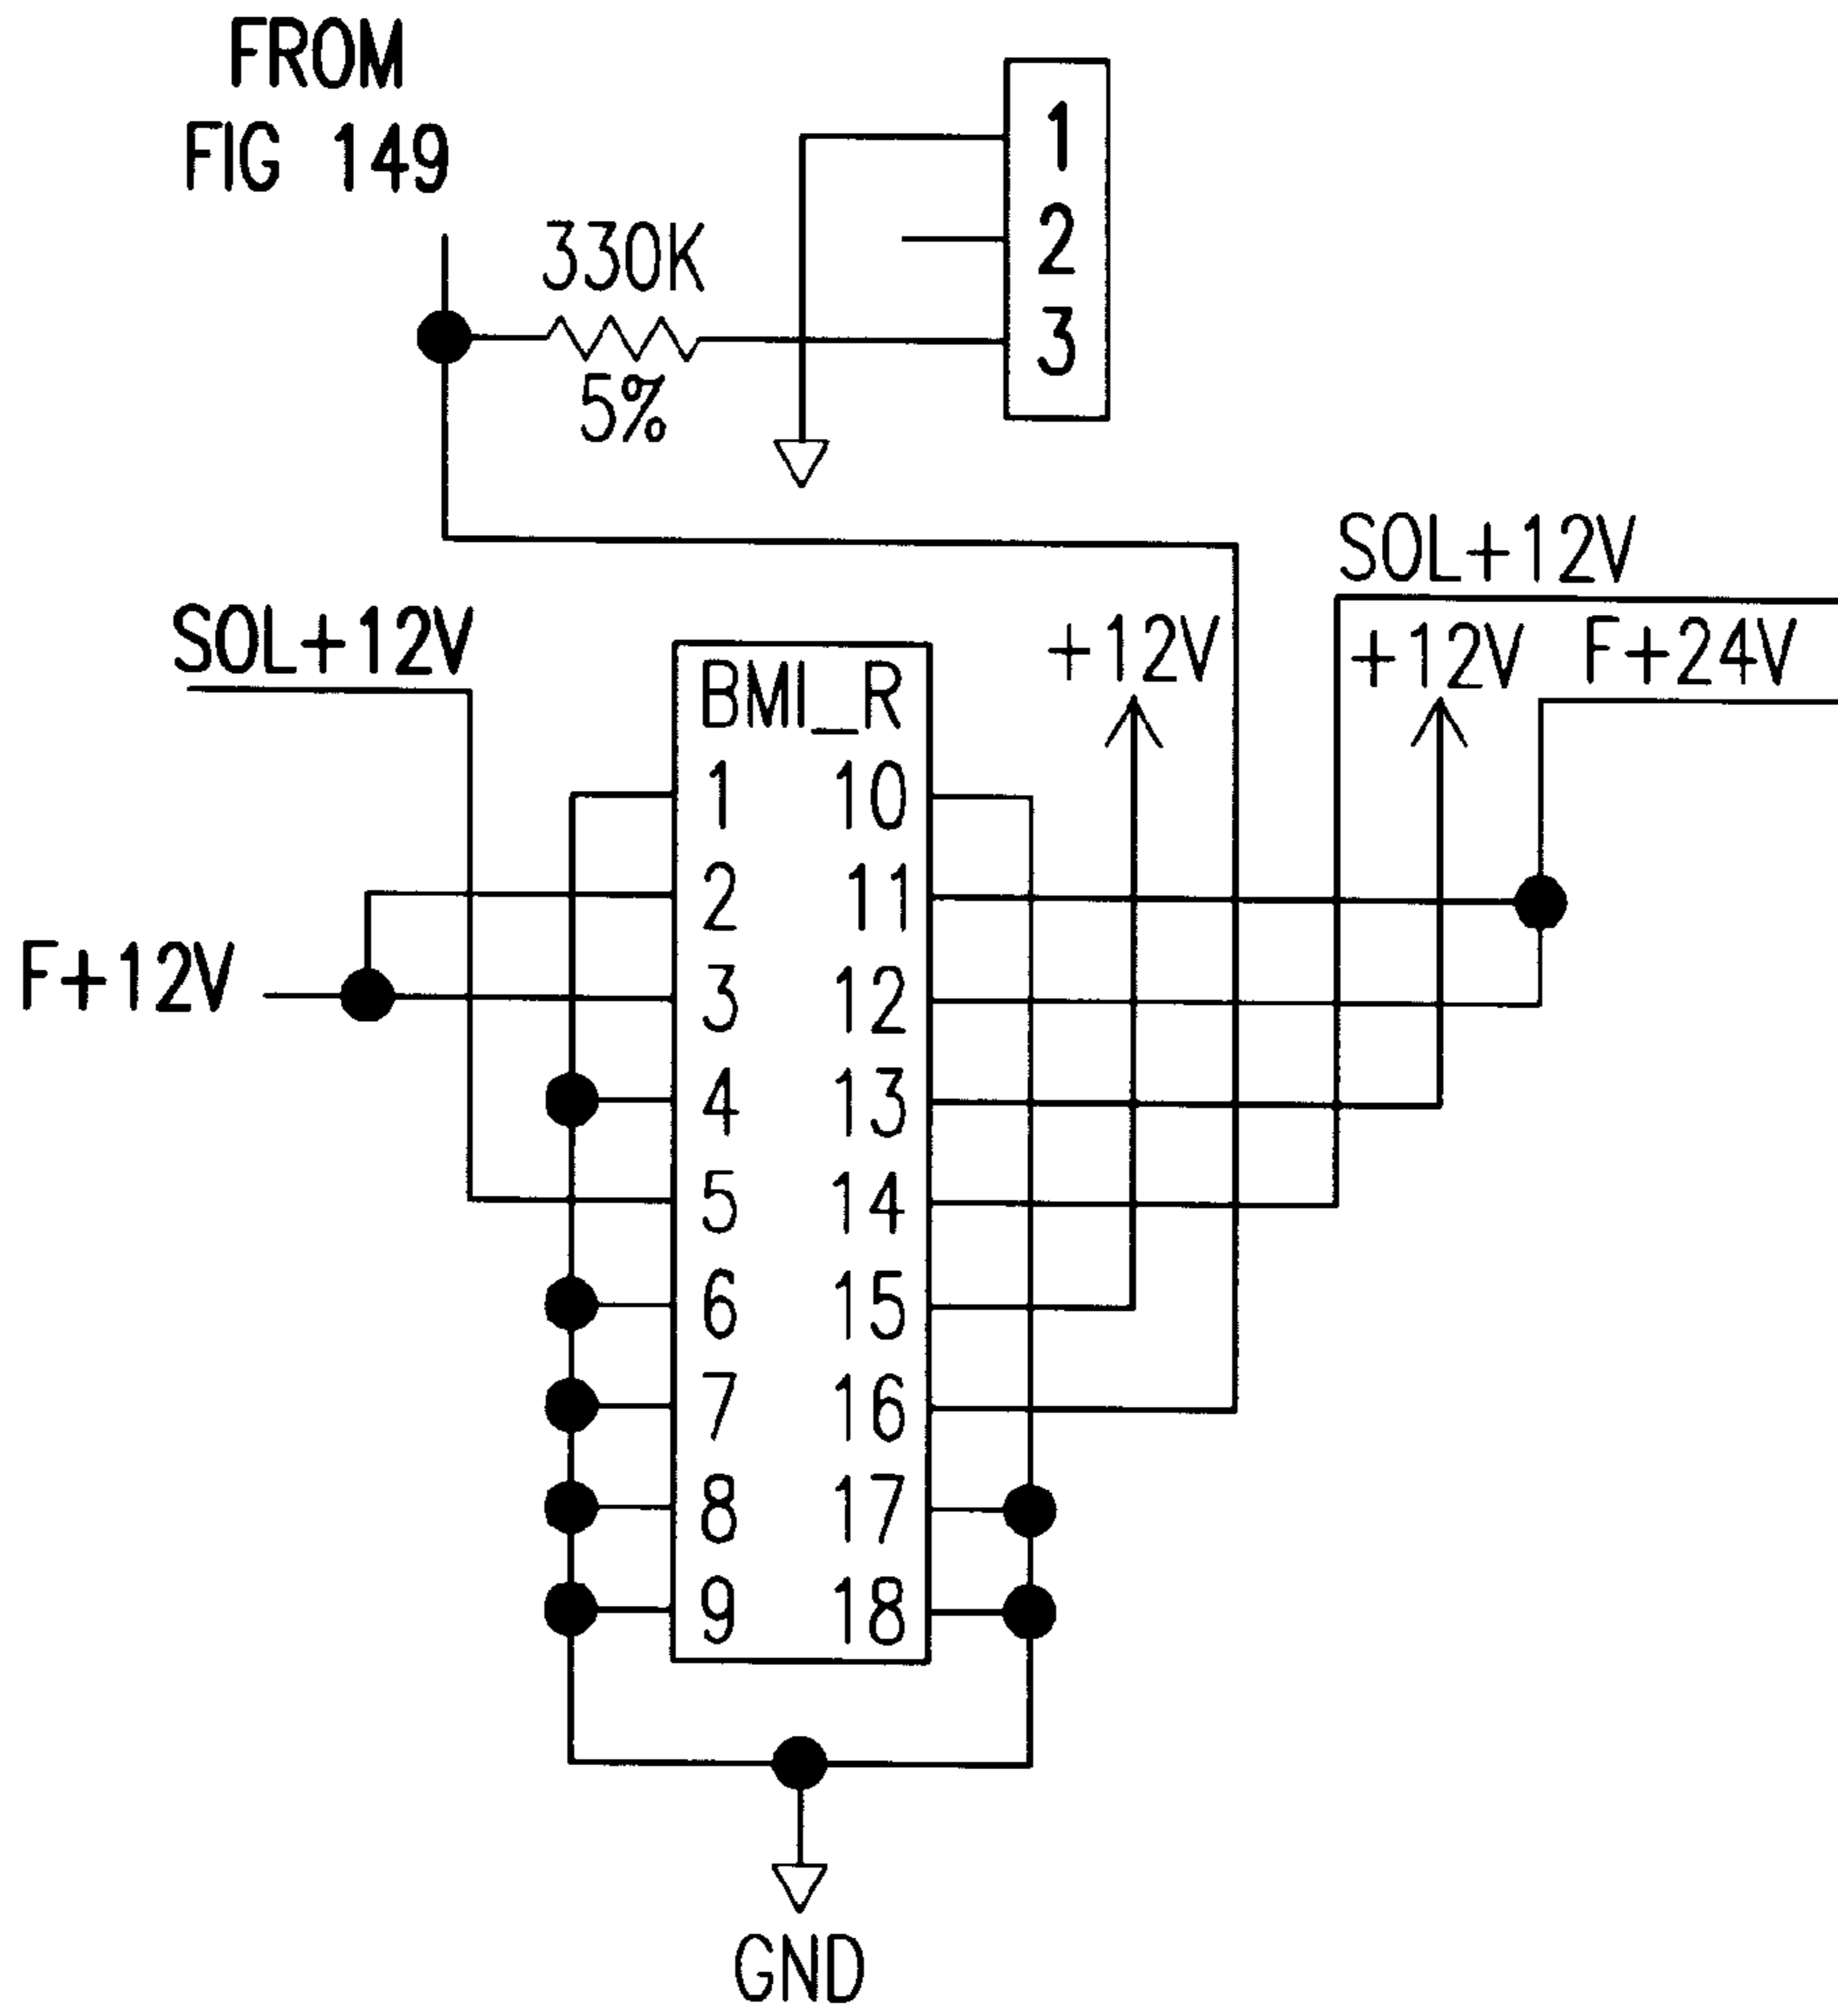 FROM
FIG 149
330K
5%
1
2
3
SOL+12V
+12V
SOL+12V
+12V F+24V
F+12V
BMI_R
1 10
2 11
3 12
4 13
5 14
6 15
7 16
8 17
9 18
GND